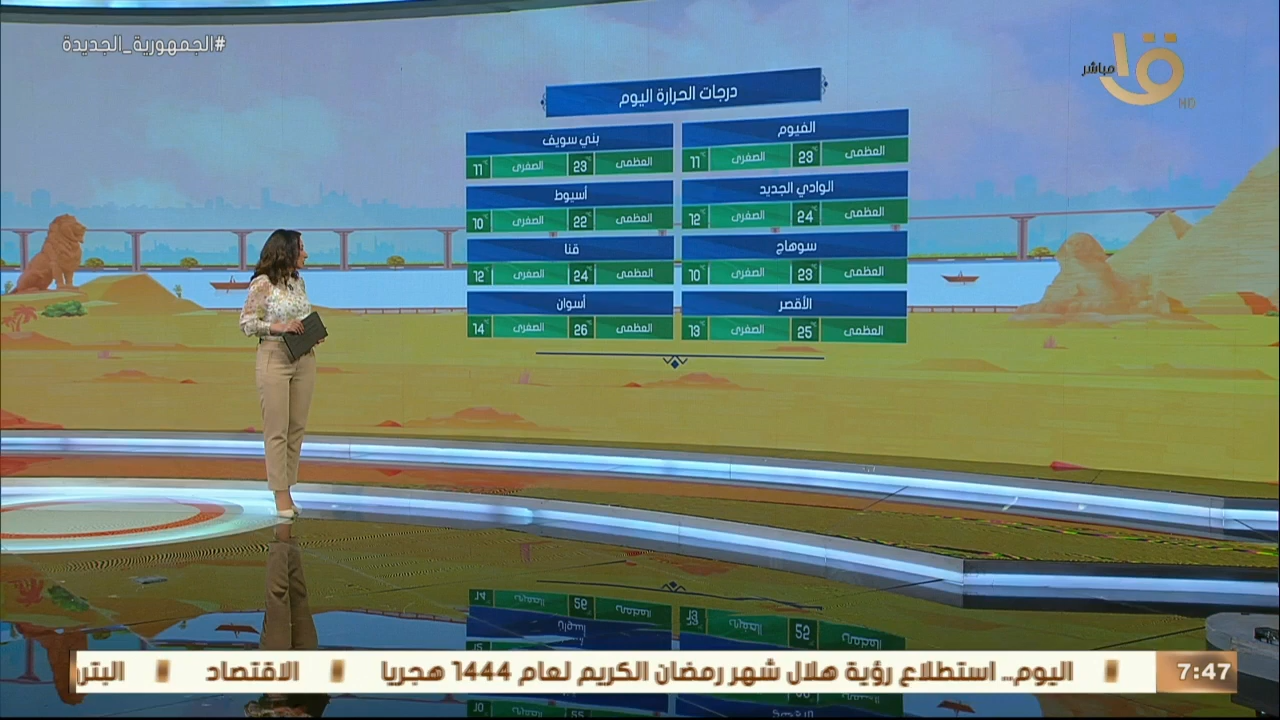 #الجمهورية_الجديدة
مباشر
HD
درجات الحرارة اليوم
الفيوم
العظمى 23 الصغرى 11
بني سويف
العظمى 23 الصغرى 11
الوادي الجديد
العظمى 24 الصغرى 12
أسيوط
العظمى 22 الصغرى 10
سوهاج
العظمى 23 الصغرى 10
قنا
العظمى 24 الصغرى 12
الأقصر
العظمى 25 الصغرى 13
أسوان
العظمى 26 الصغرى 14
7:47 اليوم.. استطلاع رؤية هلال شهر رمضان الكريم لعام 1444 هجريا الاقتصاد